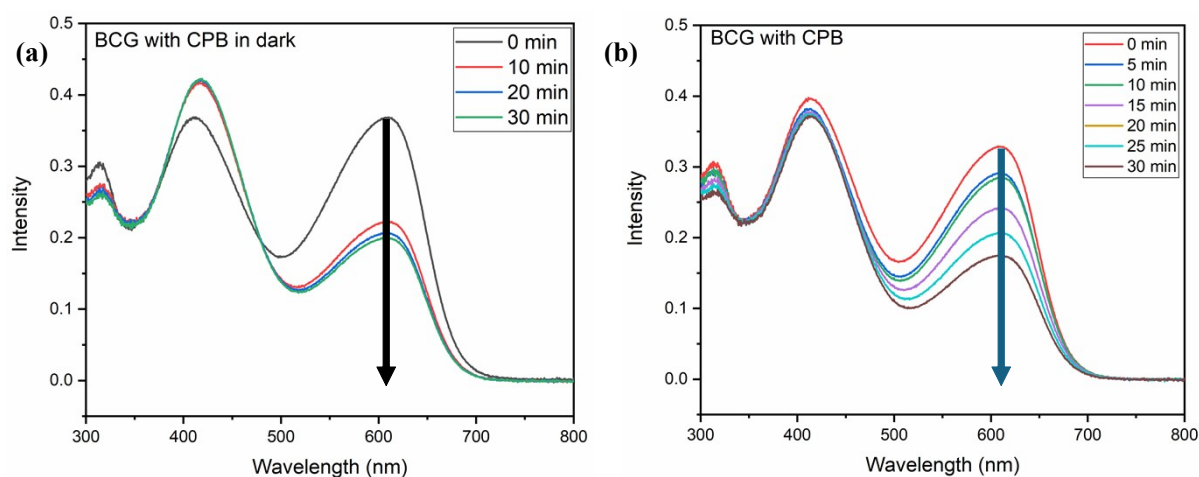 (a)
BCG with CPB in dark
0 min
10 min
20 min
30 min
0.5
0.4
0.3
0.2
0.1
0.0
Intensity
300 400 500 600 700 800
Wavelength (nm)
(b)
BCG with CPB
0 min
5 min
10 min
15 min
20 min
25 min
30 min
0.5
0.4
0.3
0.2
0.1
0.0
Intensity
300 400 500 600 700 800
Wavelength (nm)